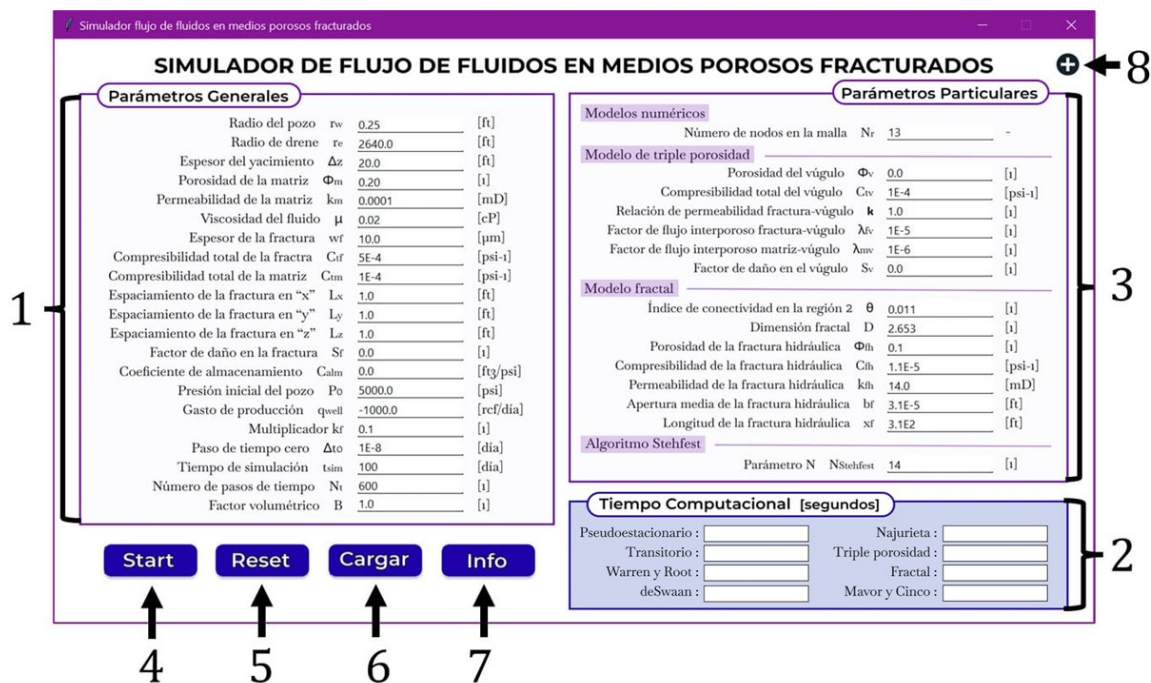 Simulador flujo de fluidos en medios porosos fracturados
SIMULADOR DE FLUJO DE FLUIDOS EN MEDIOS POROSOS FRACTURADOS
8
1
Parámetros Generales
Radio del pozo rw 0.25 [ft]
Radio de drene re 2640.0 [ft]
Espesor del yacimiento Δz 20.0 [ft]
Porosidad de la matriz Φm 0.20 [1]
Permeabilidad de la matriz km 0.0001 [mD]
Viscosidad del fluido μ 0.02 [cP]
Espesor de la fractura wf 10.0 [μm]
Compresibilidad total de la fractra Ctf 5E-4 [psi-1]
Compresibilidad total de la matriz Ctm 1E-4 [psi-1]
Espaciamiento de la fractura en “x” Lx 1.0 [ft]
Espaciamiento de la fractura en “y” Ly 1.0 [ft]
Espaciamiento de la fractura en “z” Lz 1.0 [ft]
Factor de daño en la fractura Sf 0.0 [1]
Coeficiente de almacenamiento Calm 0.0 [ft3/psi]
Presión inicial del pozo Po 5000.0 [psi]
Gasto de producción qwell -1000.0 [rcf/día]
Multiplicador kf 0.1 [1]
Paso de tiempo cero Δto 1E-8 [día]
Tiempo de simulación tsim 100 [día]
Número de pasos de tiempo Nt 600 [1]
Factor volumétrico B 1.0 [1]
Parámetros Particulares
3
Modelos numéricos
Número de nodos en la malla Nr 13 -
Modelo de triple porosidad
Porosidad del vúgulo Φv 0.0 [1]
Compresibilidad total del vúgulo Ctv 1E-4 [psi-1]
Relación de permeabilidad fractura-vúgulo k 1.0 [1]
Factor de flujo interporoso fractura-vúgulo λfv 1E-5 [1]
Factor de flujo interporoso matriz-vúgulo λmv 1E-6 [1]
Factor de daño en el vúgulo Sv 0.0 [1]
Modelo fractal
Índice de conectividad en la región 2 θ 0.011 [1]
Dimensión fractal D 2.653 [1]
Porosidad de la fractura hidráulica Φfh 0.1 [1]
Compresibilidad de la fractura hidráulica Cfh 1.1E-5 [psi-1]
Permeabilidad de la fractura hidráulica kfh 14.0 [mD]
Apertura media de la fractura hidráulica bf 3.1E-5 [ft]
Longitud de la fractura hidráulica xf 3.1E2 [ft]
Algoritmo Stehfest
Parámetro N NStehfest 14 [1]
Tiempo Computacional [segundos]
2
Pseudoestacionario : Najurieta :
Transitorio : Triple porosidad :
Warren y Root : Fractal :
deSwaan : Mavor y Cinco :
Start Reset Cargar Info
4 5 6 7